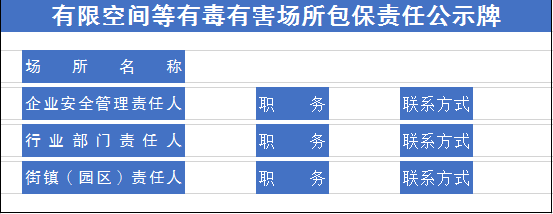 有限空间等有毒有害场所包保责任公示牌
场所名称
企业安全管理责任人 职务 联系方式
行业部门责任人 职务 联系方式
街镇（园区）责任人 职务 联系方式